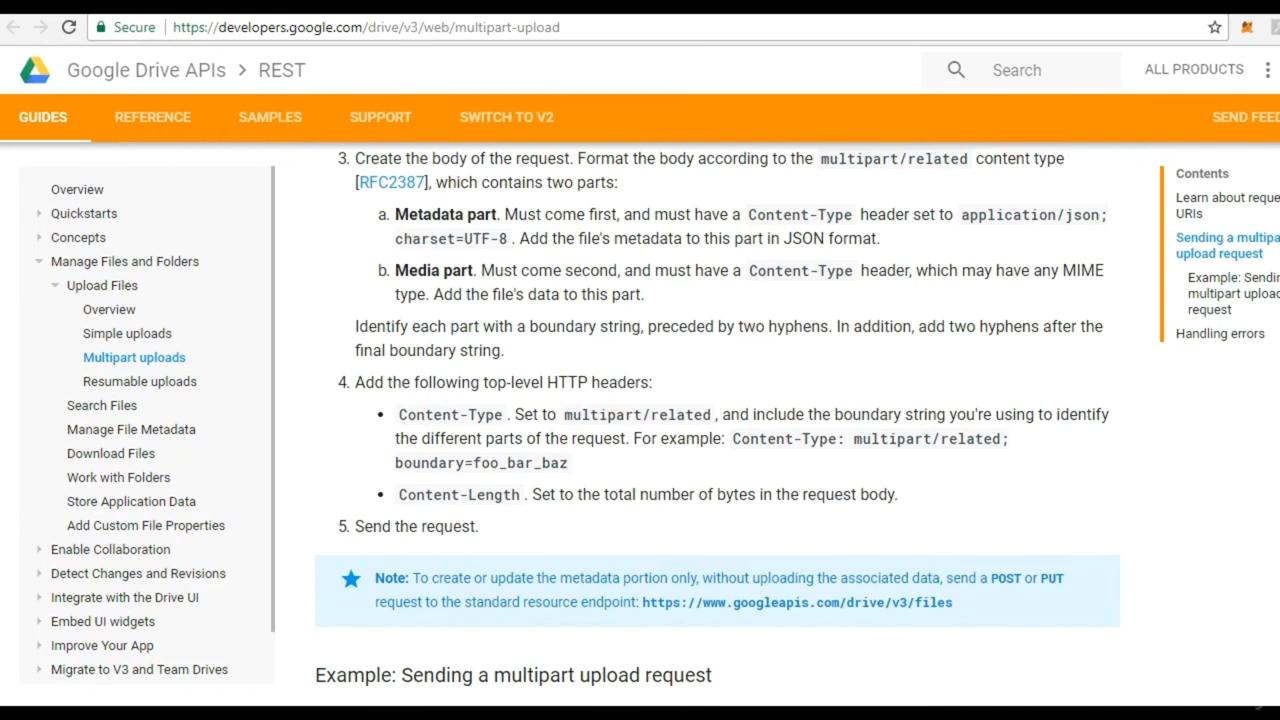 Secure https://developers.google.com/drive/v3/web/multipart-upload
Google Drive APIs > REST
Search
ALL PRODUCTS
GUIDES REFERENCE SAMPLES SUPPORT SWITCH TO V2
SEND FEED
Overview
Quickstarts
Concepts
Manage Files and Folders
Upload Files
Overview
Simple uploads
Multipart uploads
Resumable uploads
Search Files
Manage File Metadata
Download Files
Work with Folders
Store Application Data
Add Custom File Properties
Enable Collaboration
Detect Changes and Revisions
Integrate with the Drive UI
Embed UI widgets
Improve Your App
Migrate to V3 and Team Drives
3. Create the body of the request. Format the body according to the multipart/related content type
[RFC2387], which contains two parts:
a. Metadata part. Must come first, and must have a Content-Type header set to application/json;
charset=UTF-8 . Add the file's metadata to this part in JSON format.
b. Media part. Must come second, and must have a Content-Type header, which may have any MIME
type. Add the file's data to this part.
Identify each part with a boundary string, preceded by two hyphens. In addition, add two hyphens after the
final boundary string.
4. Add the following top-level HTTP headers:
• Content-Type . Set to multipart/related , and include the boundary string you're using to identify
the different parts of the request. For example: Content-Type: multipart/related;
boundary=foo_bar_baz
• Content-Length . Set to the total number of bytes in the request body.
5. Send the request.
Note: To create or update the metadata portion only, without uploading the associated data, send a POST or PUT
request to the standard resource endpoint: https://www.googleapis.com/drive/v3/files
Example: Sending a multipart upload request
Contents
Learn about reque
URIs
Sending a multipa
upload request
Example: Sendin
multipart upload
request
Handling errors